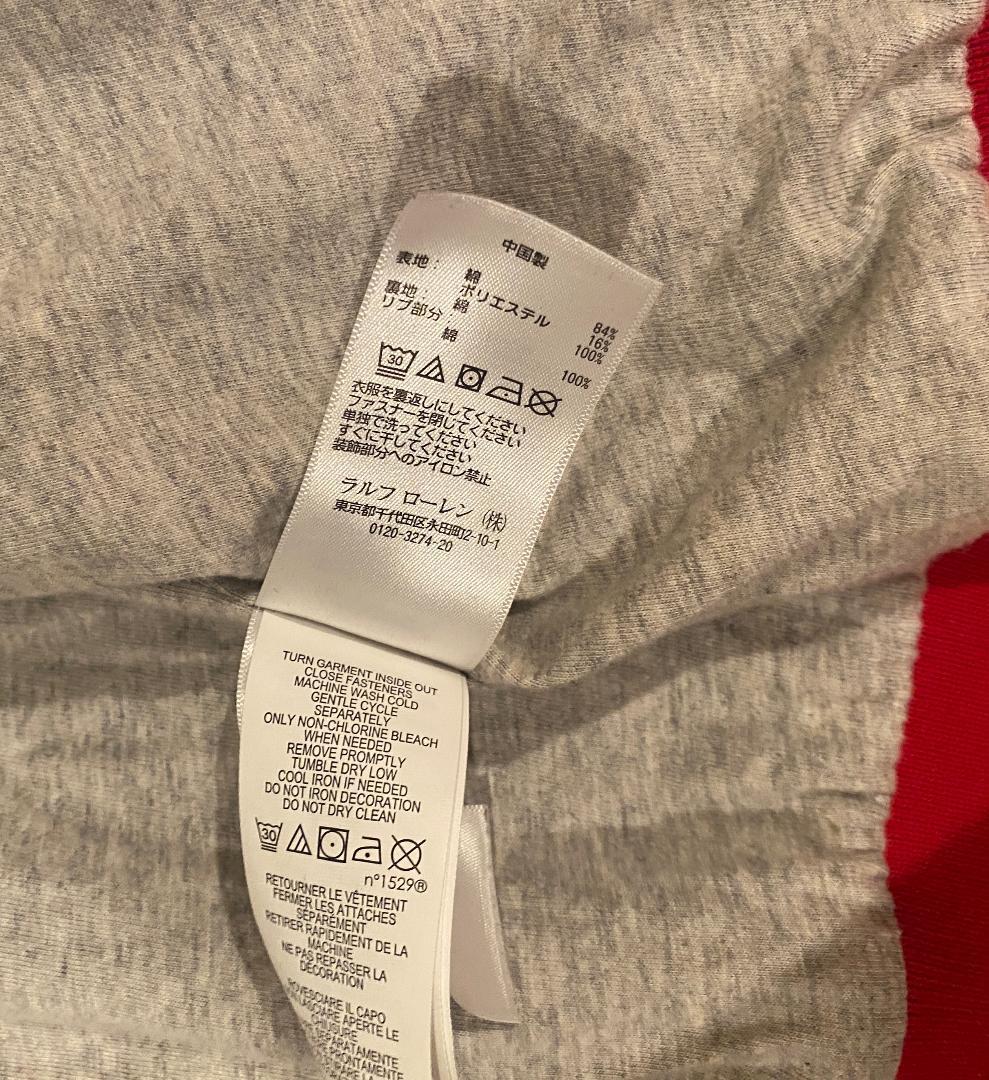 中国製
表地: 綿 84%
ポリエステル 16%
裏地: 綿 100%
リブ部分:
綿 100%
30
衣服を裏返しにしてください
ファスナーを閉じてください
単独で洗ってください
すぐに干してください
装飾部分へのアイロン禁止
ラルフ ローレン (株)
東京都千代田区永田町2-10-1
0120-3274-20
TURN GARMENT INSIDE OUT
CLOSE FASTENERS
MACHINE WASH COLD
GENTLE CYCLE
SEPARATELY
ONLY NON-CHLORINE BLEACH
WHEN NEEDED
REMOVE PROMPTLY
TUMBLE DRY LOW
COOL IRON IF NEEDED
DO NOT IRON DECORATION
DO NOT DRY CLEAN
30
n°1529®
RETOURNER LE VÊTEMENT
FERMER LES ATTACHES
SÉPARÉMENT
RETIRER RAPIDEMENT DE LA
MACHINE
NE PAS REPASSER LA
DÉCORATION
ROVESCIARE IL CAPO
LASCIARE APERTE LE
CHIUSURE
SEPARATAMENTE
PRONTAMENTE